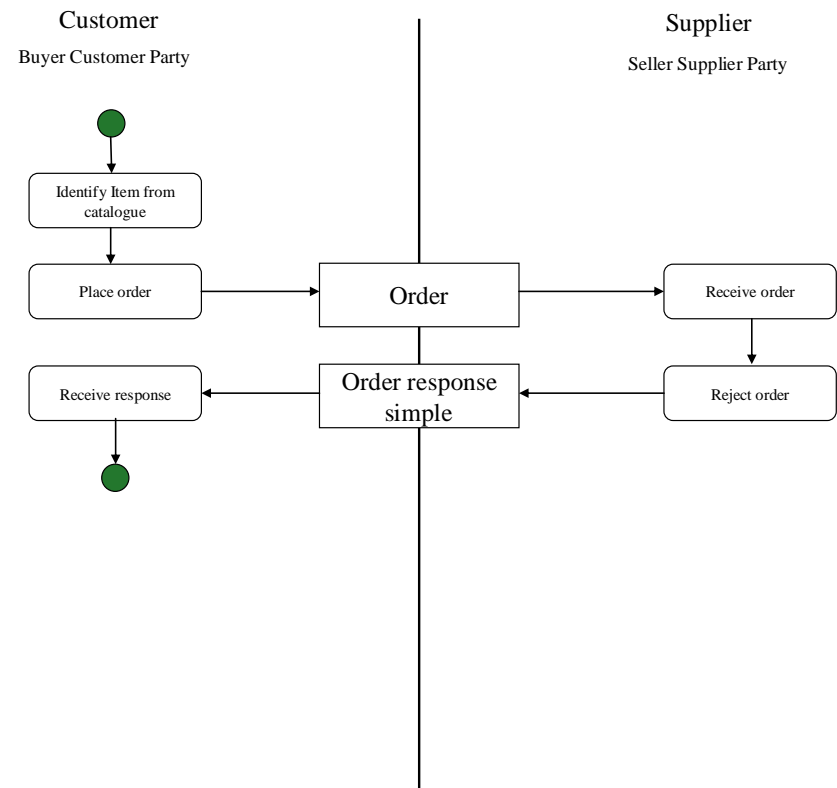 Customer
Buyer Customer Party
Supplier
Seller Supplier Party
Identify Item from
catalogue
Place order
Order
Receive order
Receive response
Order response
simple
Reject order